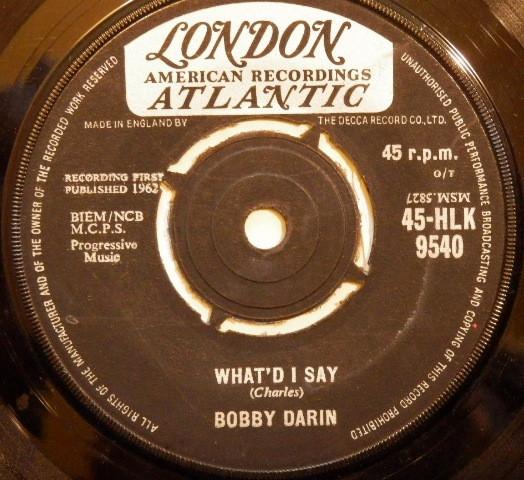 LONDON
AMERICAN RECORDINGS
ATLANTIC
MADE IN ENGLAND BY
THE DECCA RECORD CO., LTD.
ALL RIGHTS OF THE MANUFACTURER AND OF THE OWNER OF THE RECORDED WORK RESERVED
UNAUTHORISED PUBLIC PERFORMANCE BROADCASTING AND COPYING OF THIS RECORD PROHIBITED
RECORDING FIRST
PUBLISHED 1962
BIEM/NCB
M.C.P.S.
Progressive
Music
45 r.p.m.
O/T
MSM.5827
45-HLK
9540
WHAT'D I SAY
(Charles)
BOBBY DARIN